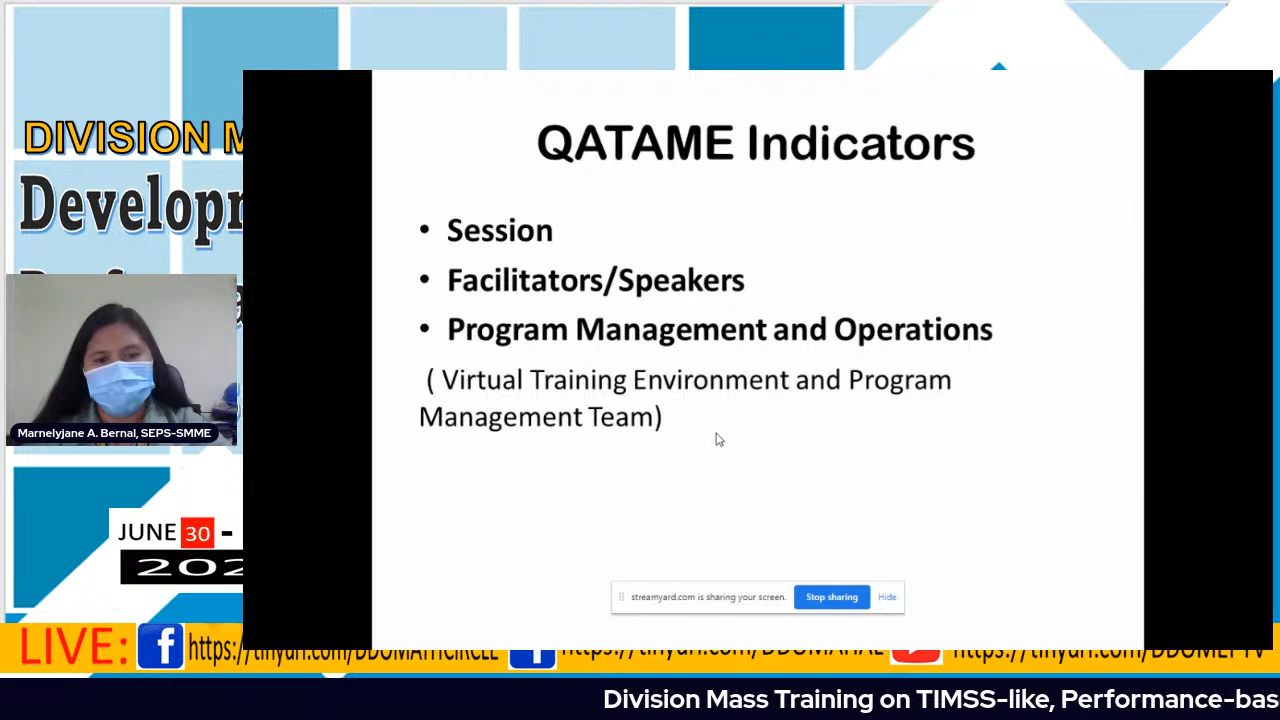 DIVISION M
Developm
QATAME Indicators
• Session
• Facilitators/Speakers
• Program Management and Operations
( Virtual Training Environment and Program
Management Team)
Marnelyjane A. Bernal, SEPS-SMME
JUNE 30 -
202
streamyard.com is sharing your screen. Stop sharing Hide
LIVE:
Division Mass Training on TIMSS-like, Performance-bas